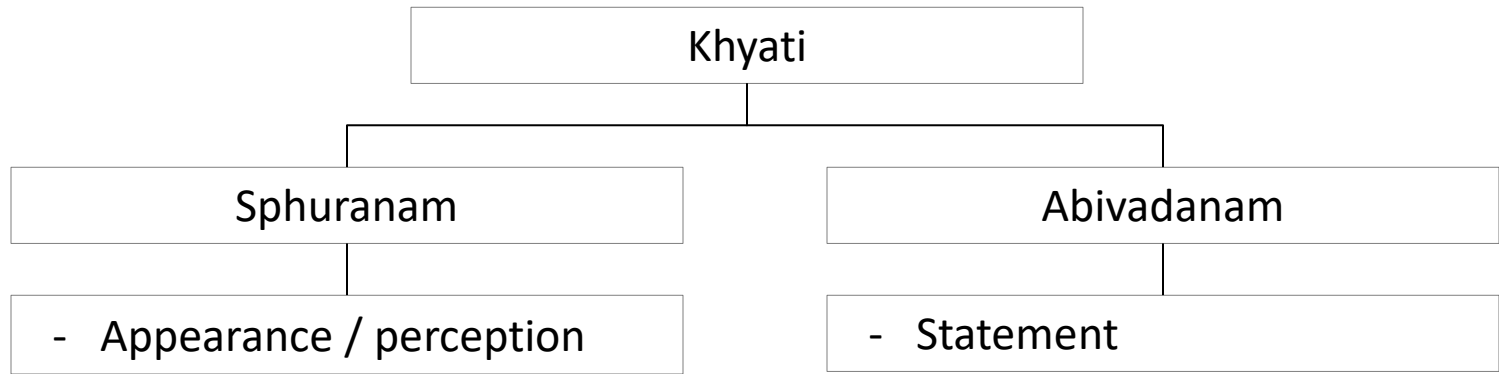 Khyati
Sphuranam
Abivadanam
- Appearance / perception
- Statement